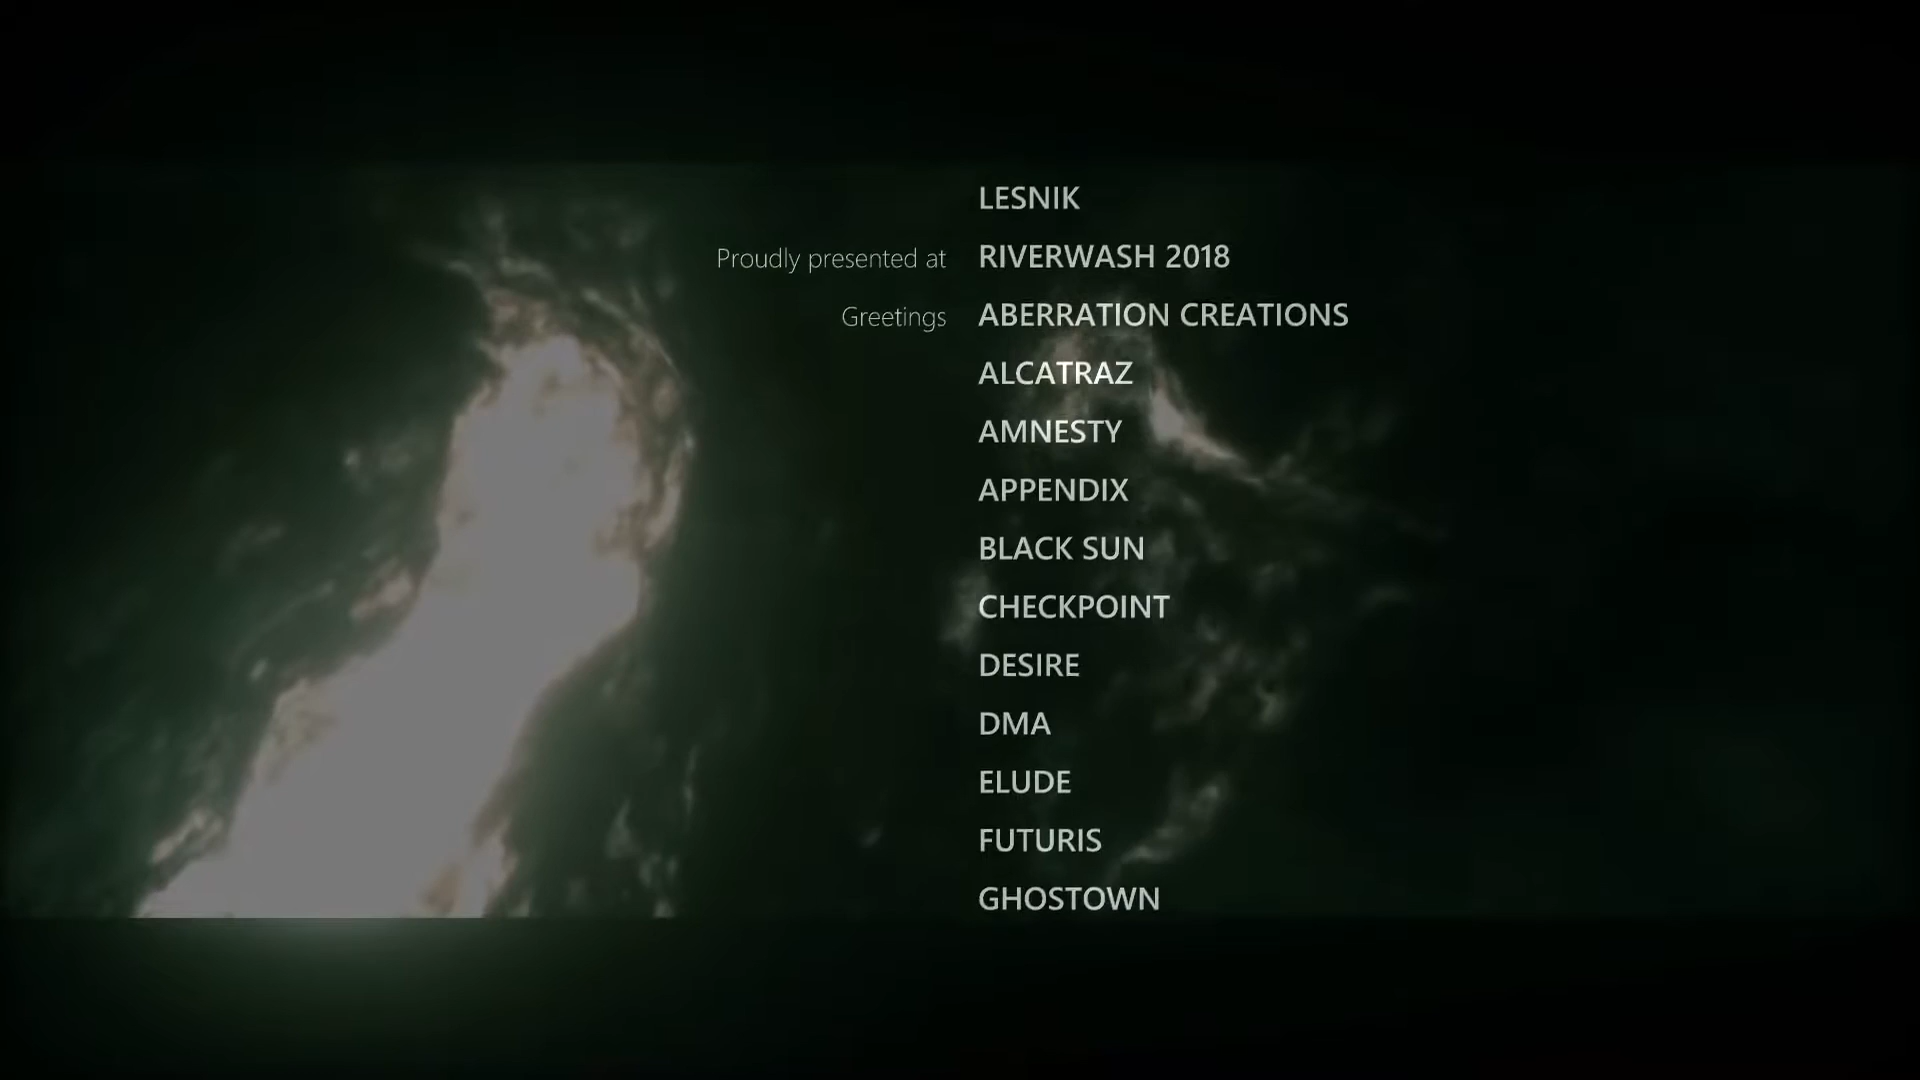 LESNIK
Proudly presented at RIVERWASH 2018
Greetings ABERRATION CREATIONS
ALCATRAZ
AMNESTY
APPENDIX
BLACK SUN
CHECKPOINT
DESIRE
DMA
ELUDE
FUTURIS
GHOSTOWN